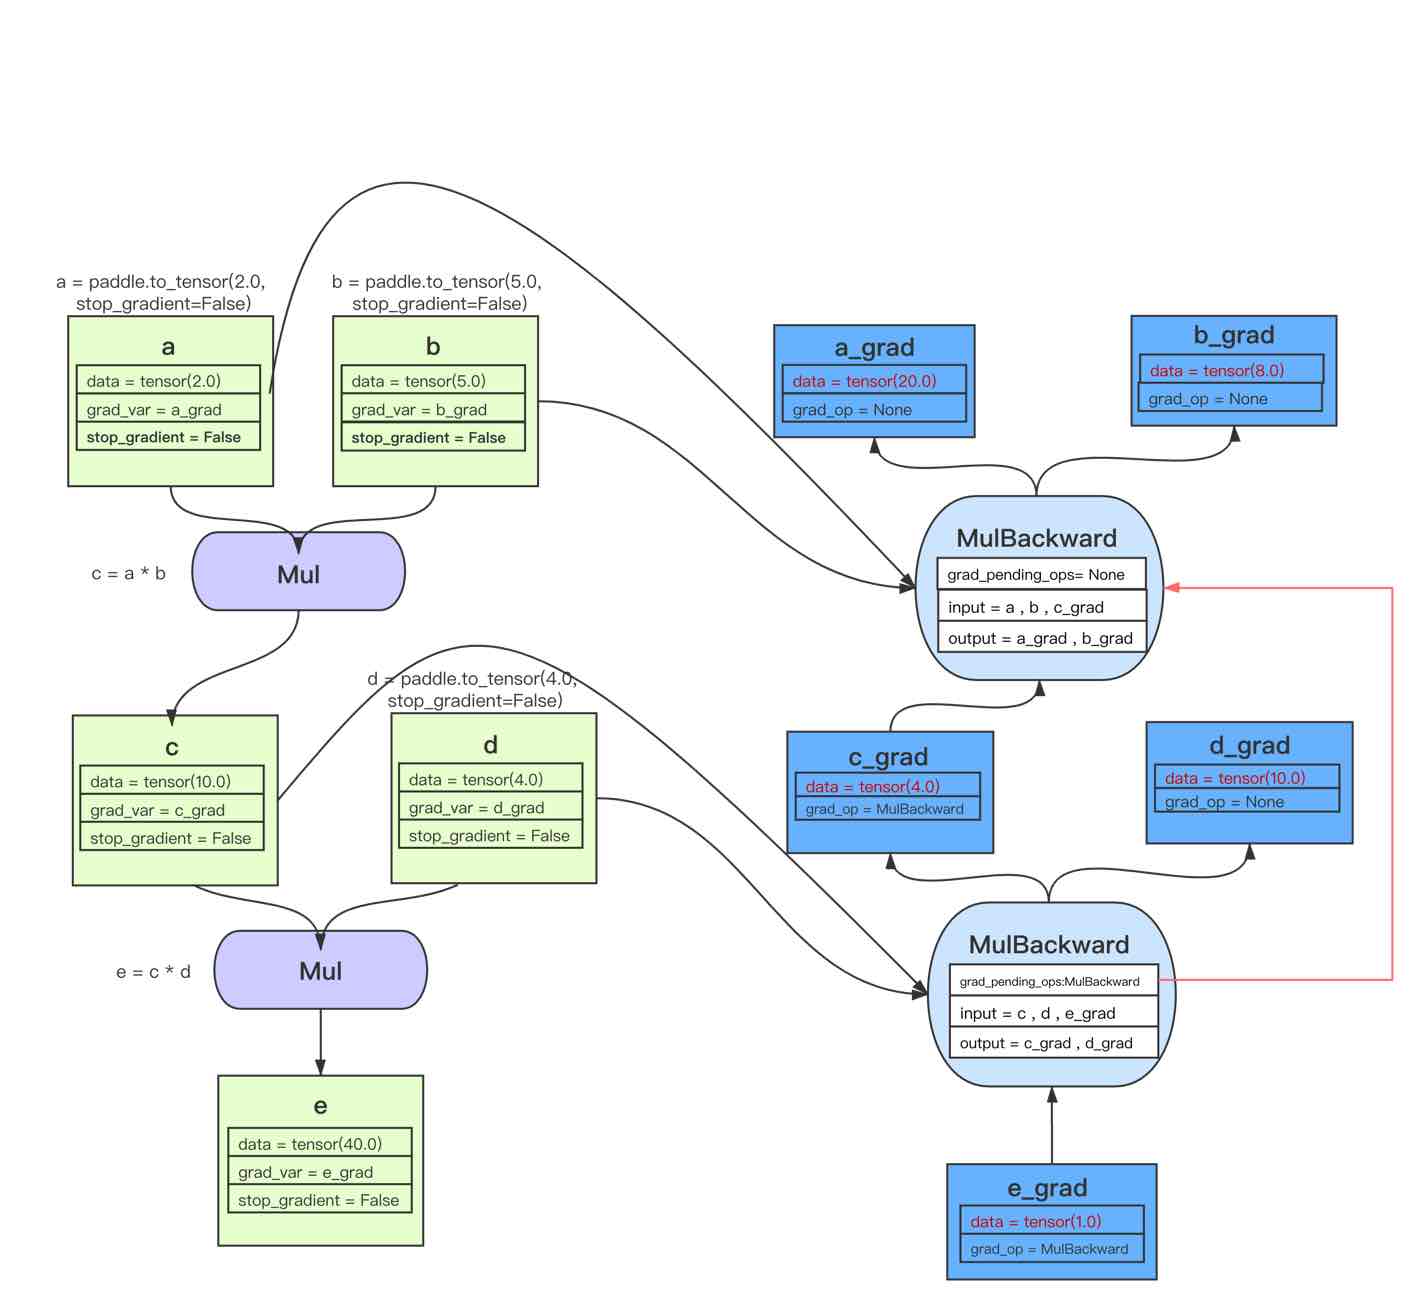 a = paddle.to_tensor(2.0,
stop_gradient=False)
a
data = tensor(2.0)
grad_var = a_grad
stop_gradient = False
b = paddle.to_tensor(5.0,
stop_gradient=False)
b
data = tensor(5.0)
grad_var = b_grad
stop_gradient = False
c = a * b
Mul
c
data = tensor(10.0)
grad_var = c_grad
stop_gradient = False
d = paddle.to_tensor(4.0,
stop_gradient=False)
d
data = tensor(4.0)
grad_var = d_grad
stop_gradient = False
e = c * d
Mul
e
data = tensor(40.0)
grad_var = e_grad
stop_gradient = False
a_grad
data = tensor(20.0)
grad_op = None
b_grad
data = tensor(8.0)
grad_op = None
MulBackward
grad_pending_ops= None
input = a , b , c_grad
output = a_grad , b_grad
c_grad
data = tensor(4.0)
grad_op = MulBackward
d_grad
data = tensor(10.0)
grad_op = None
MulBackward
grad_pending_ops:MulBackward
input = c , d , e_grad
output = c_grad , d_grad
e_grad
data = tensor(1.0)
grad_op = MulBackward